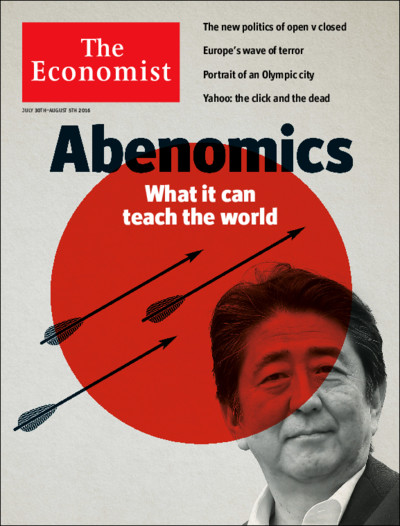 The
Economist
JULY 30TH–AUGUST 5TH 2016
The new politics of open v closed
Europe's wave of terror
Portrait of an Olympic city
Yahoo: the click and the dead
Abenomics
What it can
teach the world